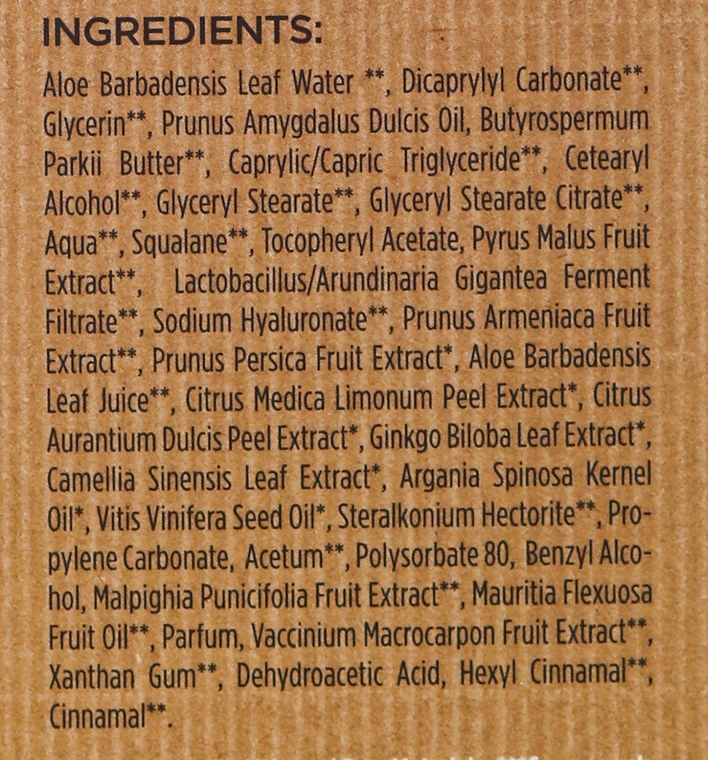 INGREDIENTS:
Aloe Barbadensis Leaf Water **, Dicaprylyl Carbonate**,
Glycerin**, Prunus Amygdalus Dulcis Oil, Butyrospermum
Parkii Butter**, Caprylic/Capric Triglyceride**, Cetearyl
Alcohol**, Glyceryl Stearate**, Glyceryl Stearate Citrate**,
Aqua**, Squalane**, Tocopheryl Acetate, Pyrus Malus Fruit
Extract**, Lactobacillus/Arundinaria Gigantea Ferment
Filtrate**, Sodium Hyaluronate**, Prunus Armeniaca Fruit
Extract**, Prunus Persica Fruit Extract*, Aloe Barbadensis
Leaf Juice**, Citrus Medica Limonum Peel Extract*, Citrus
Aurantium Dulcis Peel Extract*, Ginkgo Biloba Leaf Extract*,
Camellia Sinensis Leaf Extract*, Argania Spinosa Kernel
Oil*, Vitis Vinifera Seed Oil*, Steralkonium Hectorite**, Pro-
pylene Carbonate, Acetum**, Polysorbate 80, Benzyl Alco-
hol, Malpighia Punicifolia Fruit Extract**, Mauritia Flexuosa
Fruit Oil**, Parfum, Vaccinium Macrocarpon Fruit Extract**,
Xanthan Gum**, Dehydroacetic Acid, Hexyl Cinnamal**,
Cinnamal**.